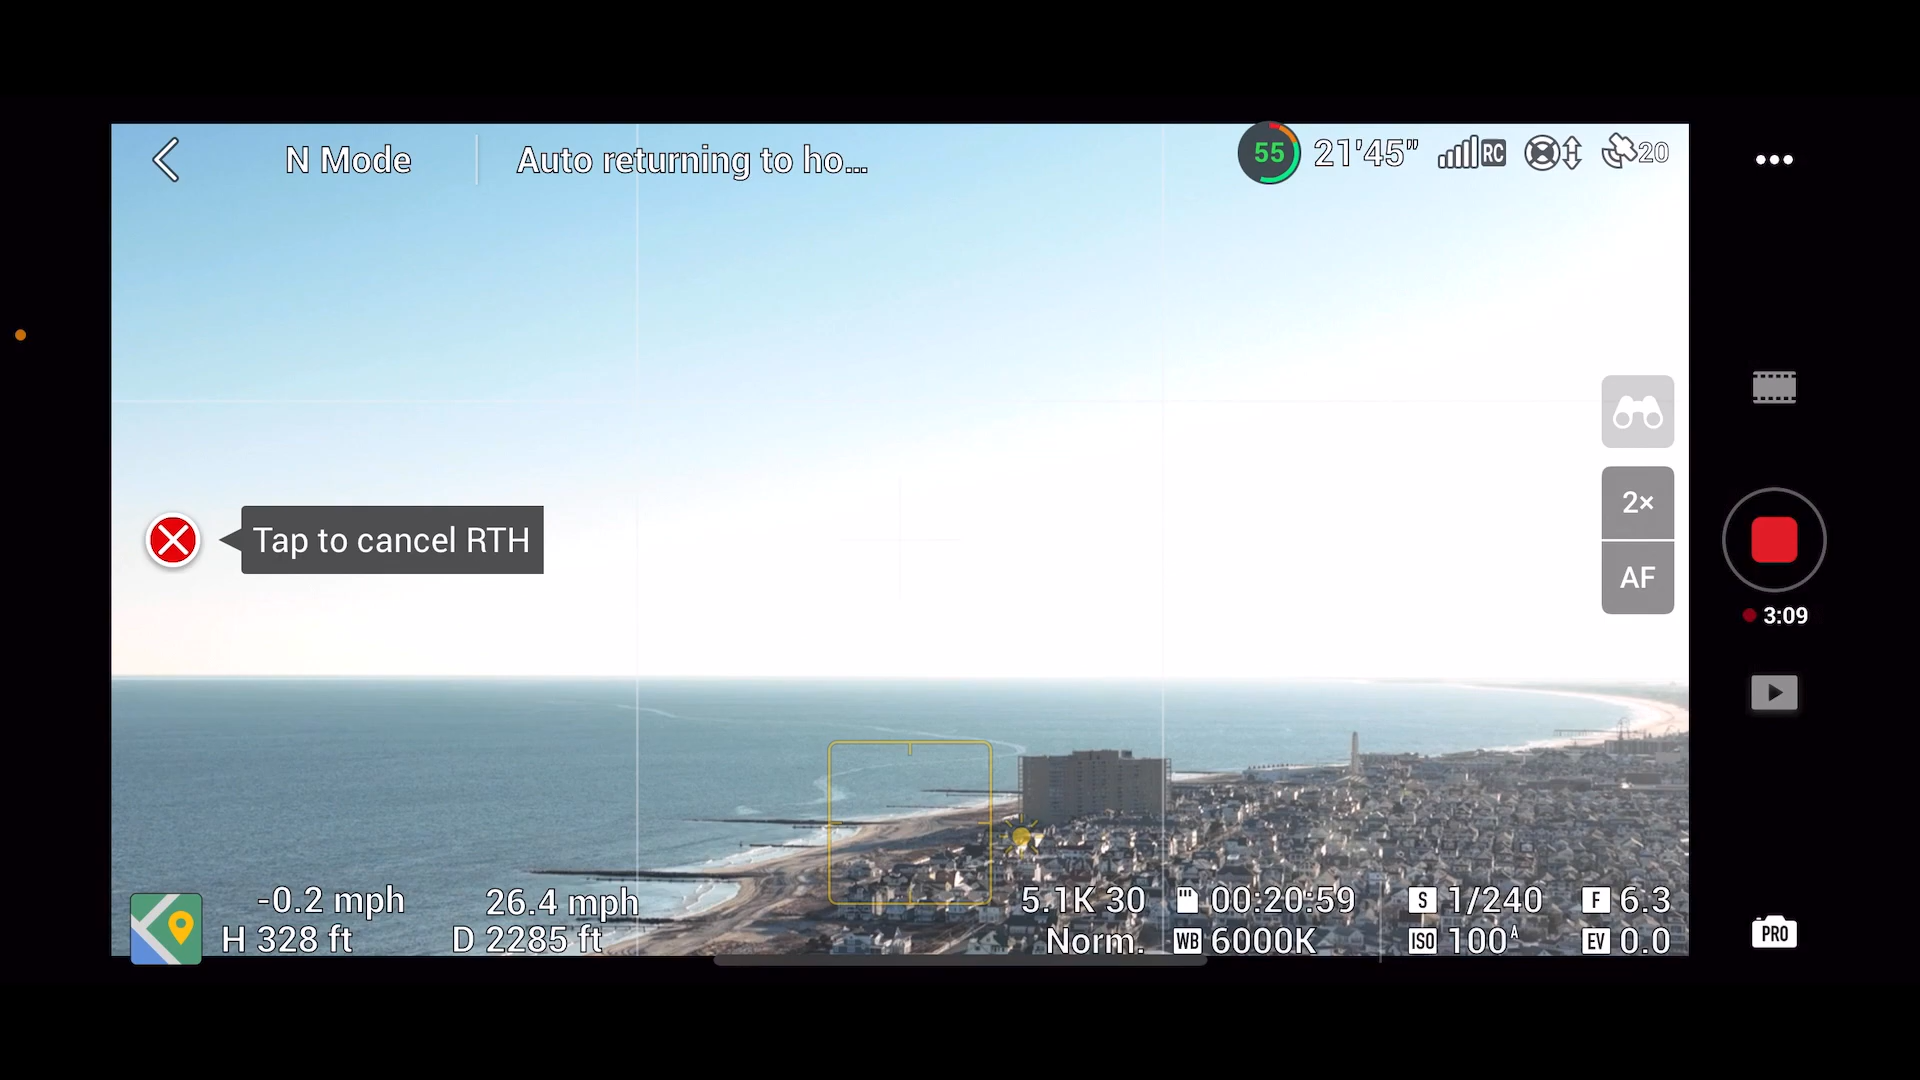 N Mode
Auto returning to ho...
55
21'45"
RC
20
Tap to cancel RTH
2×
AF
3:09
-0.2 mph
26.4 mph
H 328 ft
D 2285 ft
5.1K 30
00:20:59
S 1/240
F 6.3
Norm.
WB 6000K
ISO 100A
EV 0.0
PRO